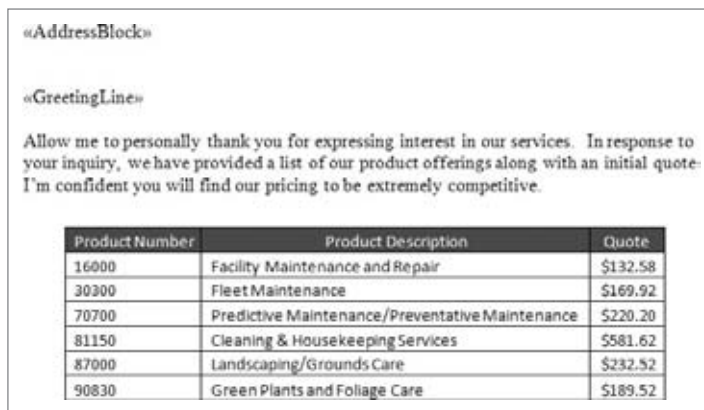 «AddressBlock»
«GreetingLine»
Allow me to personally thank you for expressing interest in our services. In response to
your inquiry, we have provided a list of our product offerings along with an initial quote
I'm confident you will find our pricing to be extremely competitive.
Product Number Product Description Quote
16000 Facility Maintenance and Repair $132.58
30300 Fleet Maintenance $169.92
70700 Predictive Maintenance/Preventative Maintenance $220.20
81150 Cleaning & Housekeeping Services $581.62
87000 Landscaping/Grounds Care $232.52
90830 Green Plants and Foliage Care $189.52